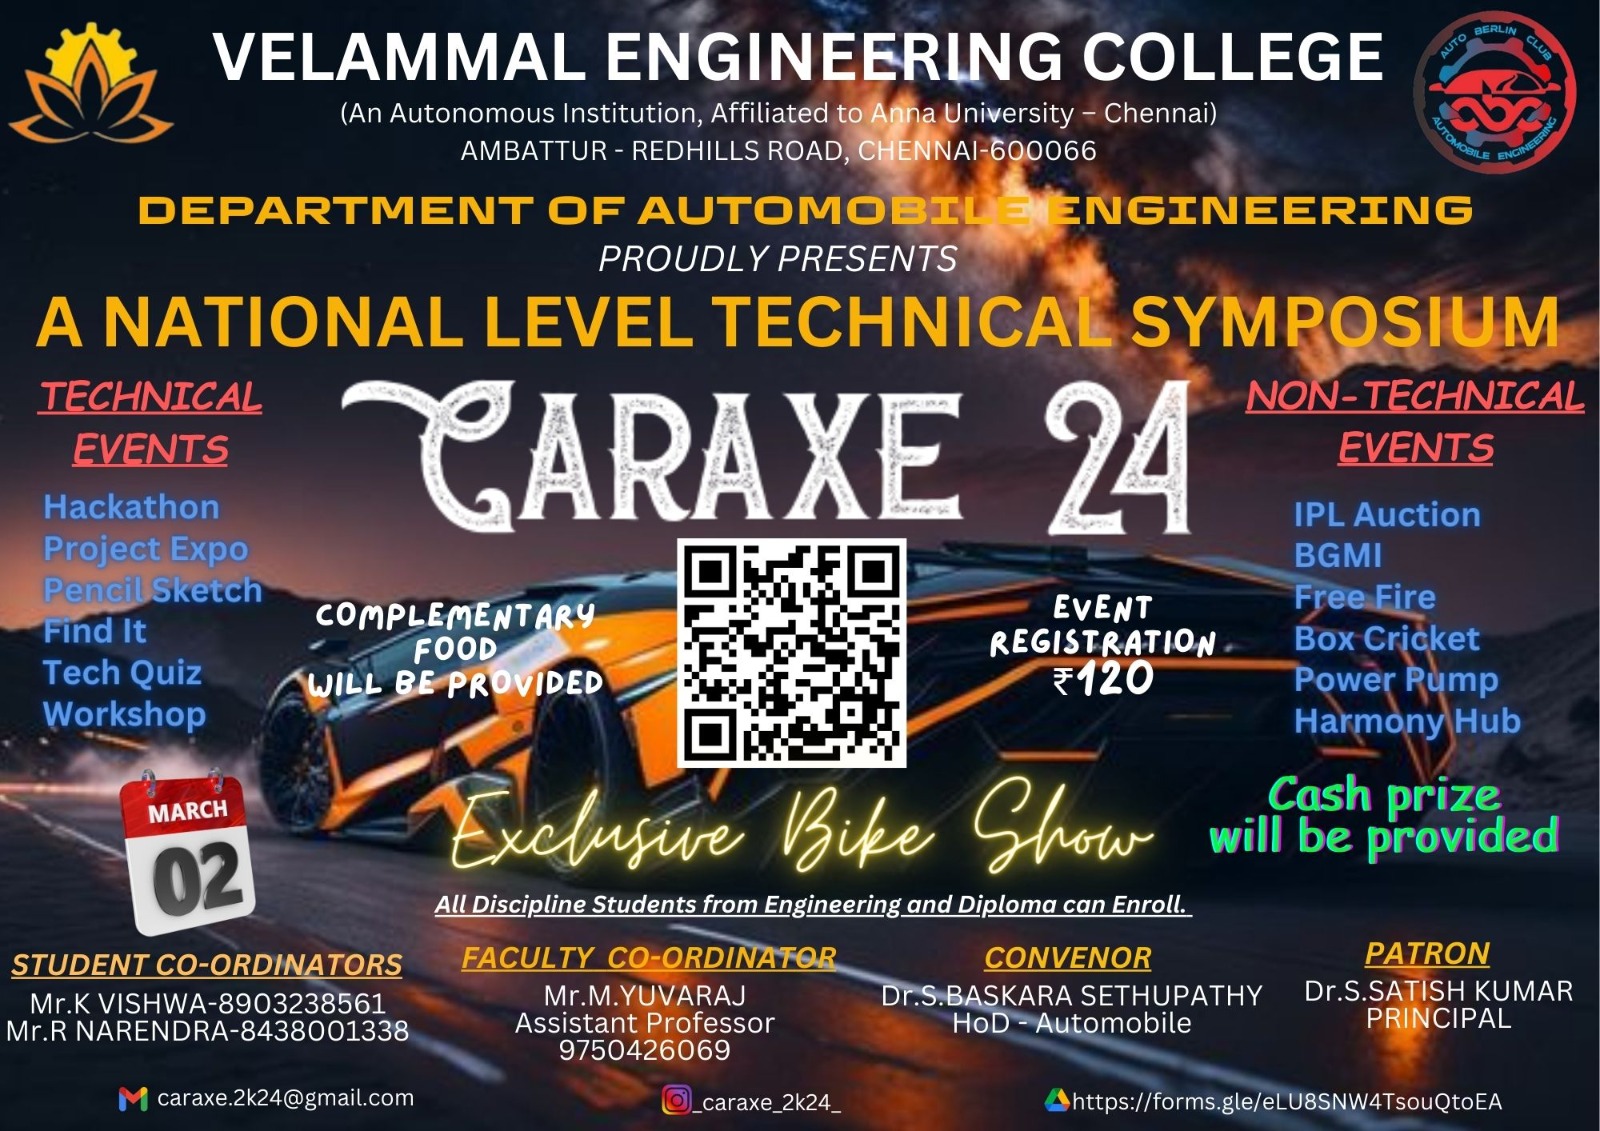 VELAMMAL ENGINEERING COLLEGE
(An Autonomous Institution, Affiliated to Anna University – Chennai)
AMBATTUR - REDHILLS ROAD, CHENNAI-600066
AUTO BERLIN CLUB
abc
AUTOMOBILE ENGINEERING
DEPARTMENT OF AUTOMOBILE ENGINEERING
PROUDLY PRESENTS
A NATIONAL LEVEL TECHNICAL SYMPOSIUM
CARAXE 24
TECHNICAL
EVENTS
Hackathon
Project Expo
Pencil Sketch
Find It
Tech Quiz
Workshop
COMPLEMENTARY
FOOD
WILL BE PROVIDED
EVENT
REGISTRATION
₹120
NON-TECHNICAL
EVENTS
IPL Auction
BGMI
Free Fire
Box Cricket
Power Pump
Harmony Hub
MARCH
02
Exclusive Bike Show
Cash prize
will be provided
All Discipline Students from Engineering and Diploma can Enroll.
STUDENT CO-ORDINATORS
Mr.K VISHWA-8903238561
Mr.R NARENDRA-8438001338
FACULTY CO-ORDINATOR
Mr.M.YUVARAJ
Assistant Professor
9750426069
CONVENOR
Dr.S.BASKARA SETHUPATHY
HoD - Automobile
PATRON
Dr.S.SATISH KUMAR
PRINCIPAL
caraxe.2k24@gmail.com
_caraxe_2k24_
https://forms.gle/eLU8SNW4TsouQtoEA